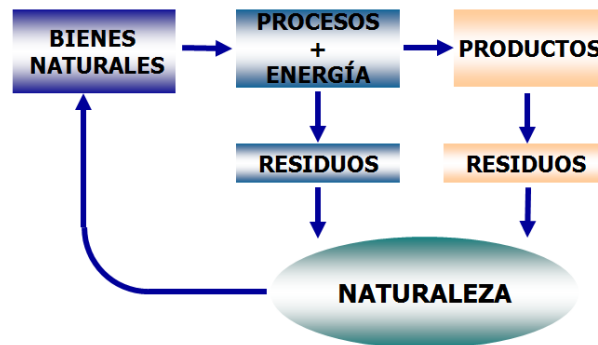 BIENES
NATURALES
PROCESOS
+
ENERGÍA
PRODUCTOS
RESIDUOS
RESIDUOS
NATURALEZA